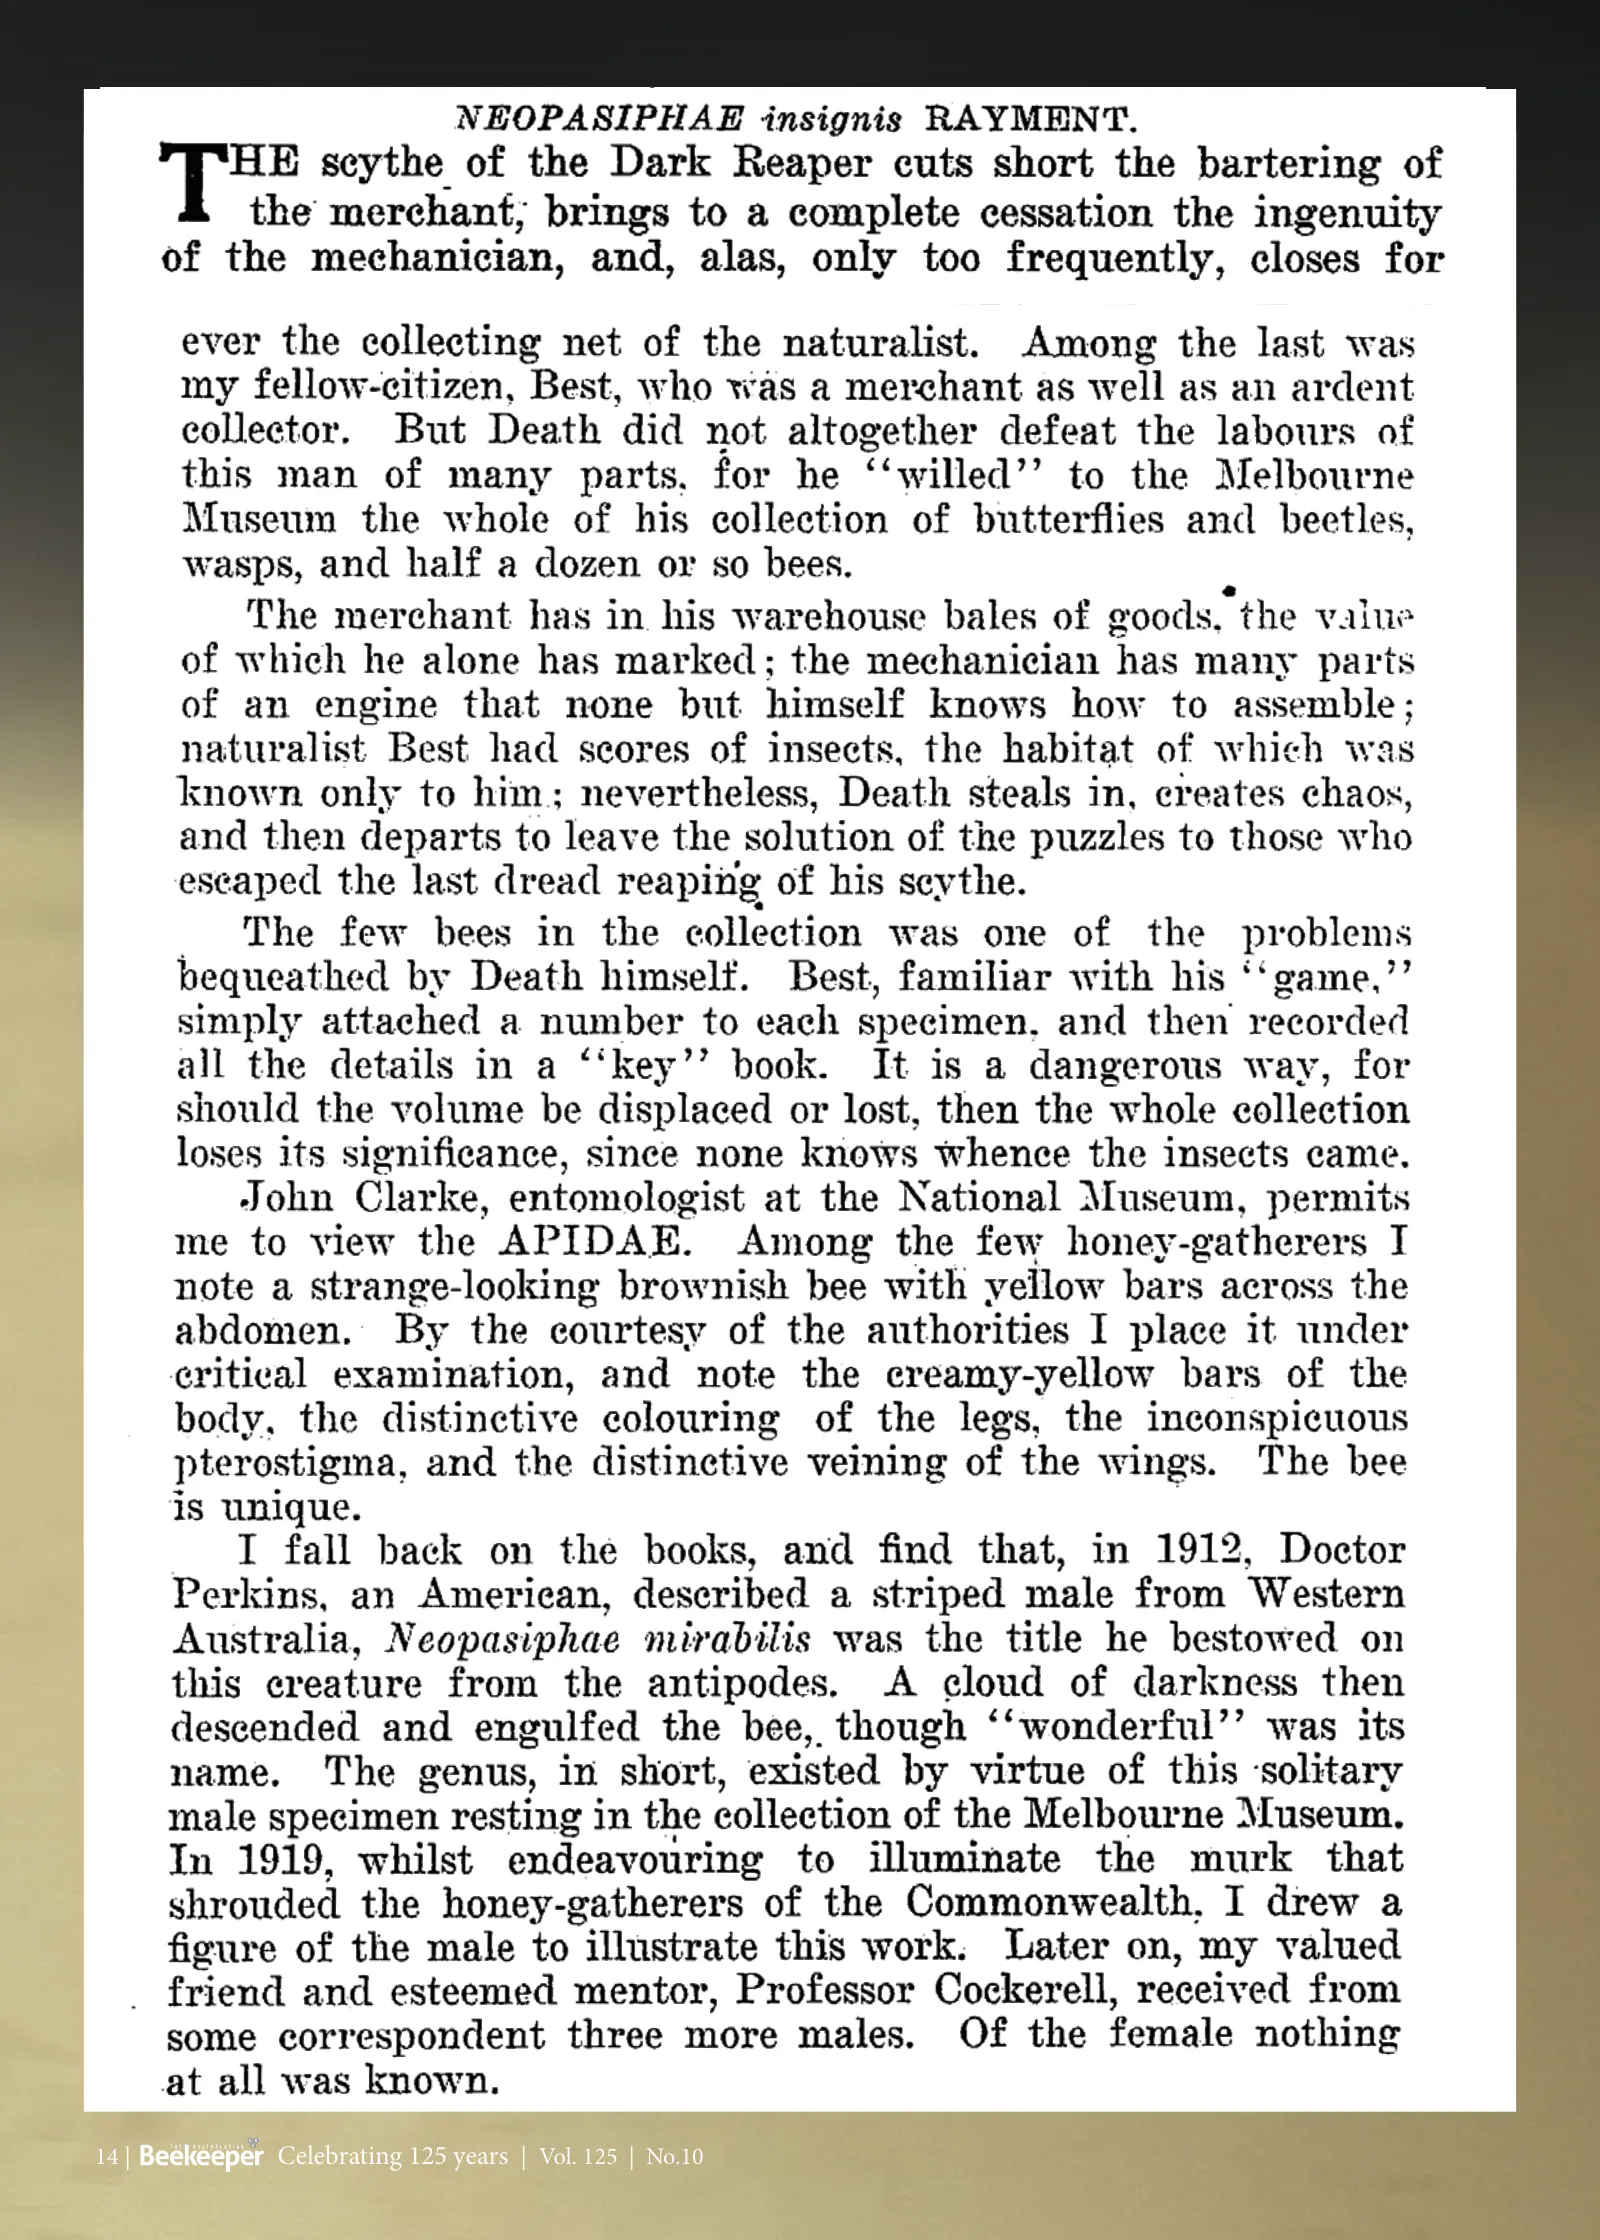 NEOPASIPHAE insignis RAYMENT.
THE scythe of the Dark Reaper cuts short the bartering of
the merchant, brings to a complete cessation the ingenuity
of the mechanician, and, alas, only too frequently, closes for
ever the collecting net of the naturalist. Among the last was
my fellow-citizen, Best, who was a merchant as well as an ardent
collector. But Death did not altogether defeat the labours of
this man of many parts, for he "willed" to the Melbourne
Museum the whole of his collection of butterflies and beetles,
wasps, and half a dozen or so bees.
The merchant has in his warehouse bales of goods, the value
of which he alone has marked; the mechanician has many parts
of an engine that none but himself knows how to assemble;
naturalist Best had scores of insects, the habitat of which was
known only to him; nevertheless, Death steals in, creates chaos,
and then departs to leave the solution of the puzzles to those who
escaped the last dread reaping of his scythe.
The few bees in the collection was one of the problems
bequeathed by Death himself. Best, familiar with his "game,"
simply attached a number to each specimen, and then recorded
all the details in a "key" book. It is a dangerous way, for
should the volume be displaced or lost, then the whole collection
loses its significance, since none knows whence the insects came.
John Clarke, entomologist at the National Museum, permits
me to view the APIDAE. Among the few honey-gatherers I
note a strange-looking brownish bee with yellow bars across the
abdomen. By the courtesy of the authorities I place it under
critical examination, and note the creamy-yellow bars of the
body, the distinctive colouring of the legs, the inconspicuous
pterostigma, and the distinctive veining of the wings. The bee
is unique.
I fall back on the books, and find that, in 1912, Doctor
Perkins, an American, described a striped male from Western
Australia, Neopasiphae mirabilis was the title he bestowed on
this creature from the antipodes. A cloud of darkness then
descended and engulfed the bee, though "wonderful" was its
name. The genus, in short, existed by virtue of this solitary
male specimen resting in the collection of the Melbourne Museum.
In 1919, whilst endeavouring to illuminate the murk that
shrouded the honey-gatherers of the Commonwealth, I drew a
figure of the male to illustrate this work. Later on, my valued
friend and esteemed mentor, Professor Cockerell, received from
some correspondent three more males. Of the female nothing
at all was known.
14 | THE AUSTRALASIAN Beekeeper Celebrating 125 years | Vol. 125 | No.10